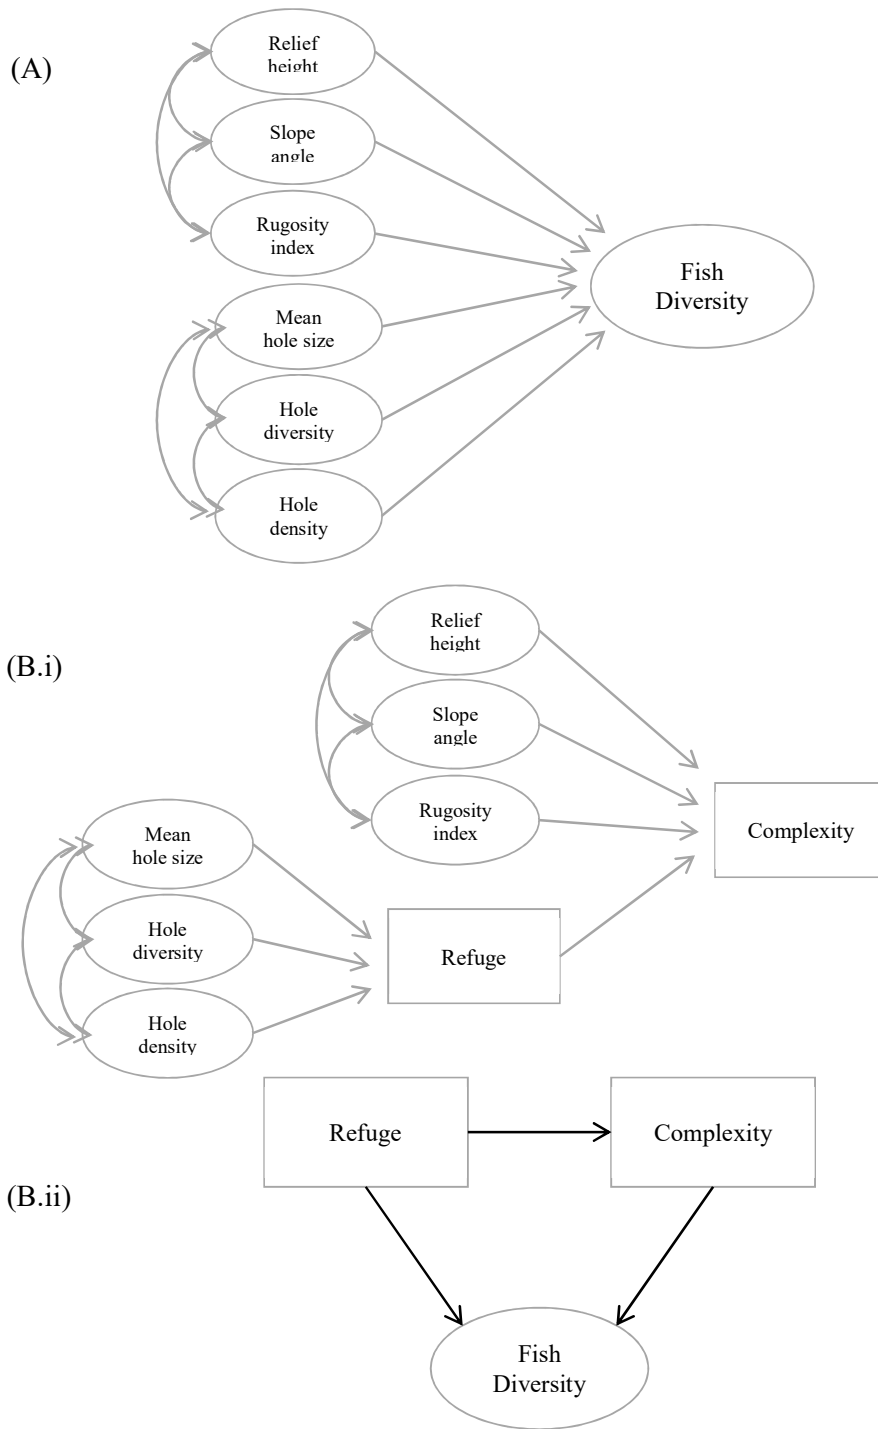 (A)
Relief
height
Slope
angle
Rugosity
index
Mean
hole size
Hole
diversity
Hole
density
Fish
Diversity
(B.i)
Relief
height
Slope
angle
Rugosity
index
Complexity
Mean
hole size
Hole
diversity
Hole
density
Refuge
(B.ii)
Refuge
Complexity
Fish
Diversity